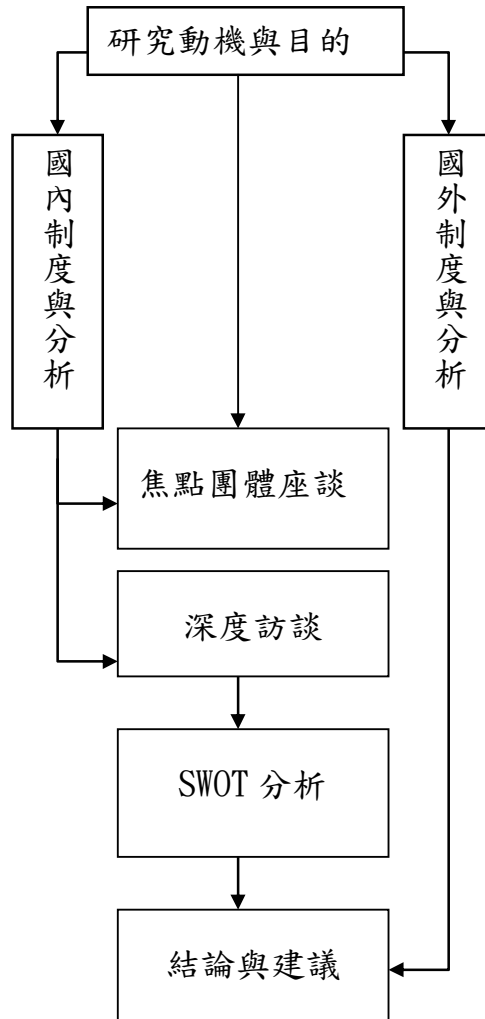 研究動機與目的
國內制度與分析
國外制度與分析
焦點團體座談
深度訪談
SWOT 分析
結論與建議